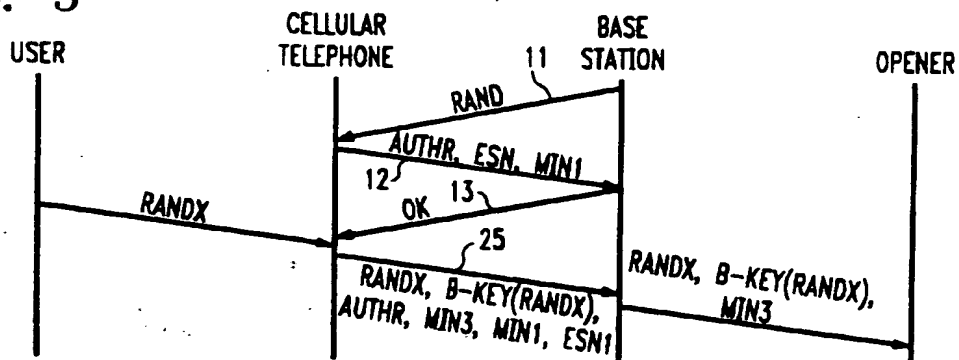 . 3
USER
CELLULAR
TELEPHONE
BASE
STATION
OPENER
11
RAND
AUTHR, ESN, MIN1
12
13
OK
RANDX
25
RANDX, B-KEY(RANDX),
AUTHR, MIN3, MIN1, ESN1
RANDX, B-KEY(RANDX),
MIN3